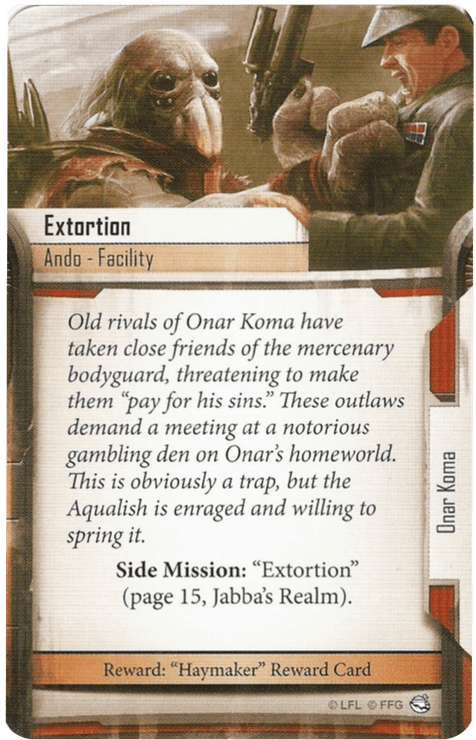 Extortion
Ando - Facility
Old rivals of Onar Koma have
taken close friends of the mercenary
bodyguard, threatening to make
them “pay for his sins.” These outlaws
demand a meeting at a notorious
gambling den on Onar’s homeworld.
This is obviously a trap, but the
Aqualish is enraged and willing to
spring it.
Side Mission: “Extortion”
(page 15, Jabba’s Realm).
Onar Koma
Reward: “Haymaker” Reward Card
© LFL © FFG